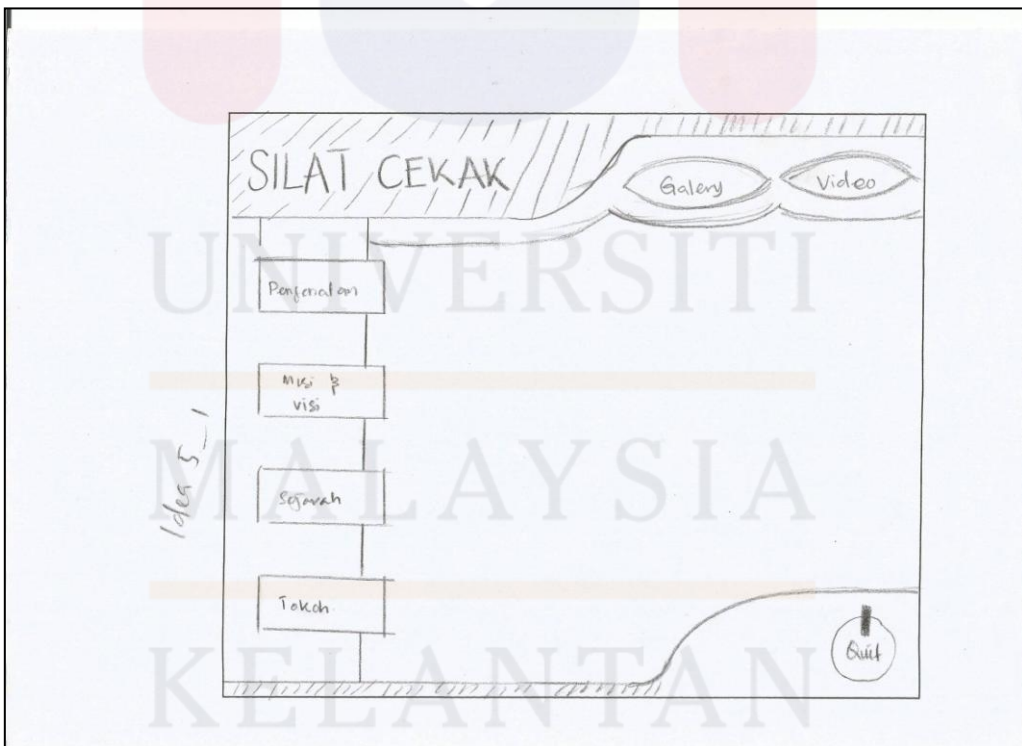 SILAT CEKAK
Galery
Video
Pengenalan
Misi &
visi
Sejarah
Tokoh
Quit
Idea 5_1
UNIVERSITI
MALAYSIA
KELANTAN